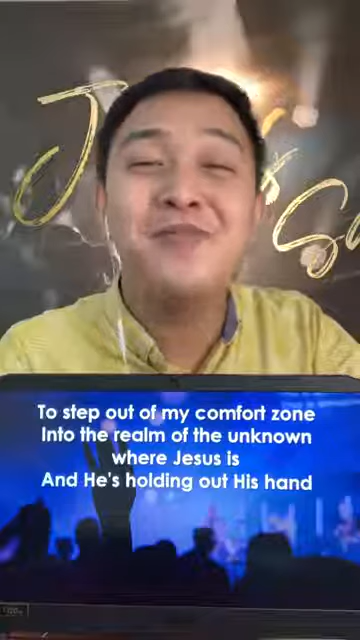 To step out of my comfort zone
Into the realm of the unknown
where Jesus is
And He's holding out His hand